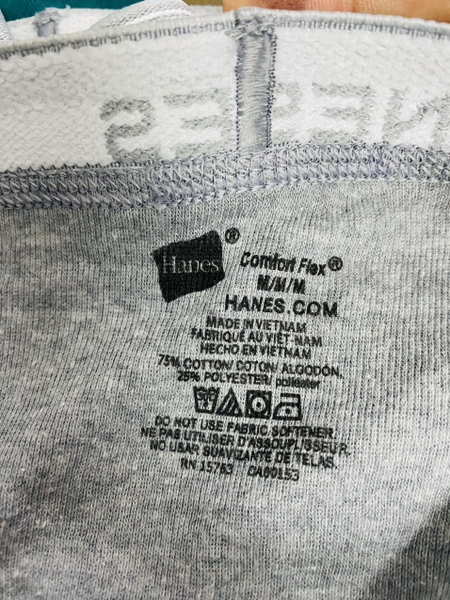 Hanes®
Comfort Flex®
M/M/M
HANES.COM
MADE IN VIETNAM
FABRIQUÉ AU VIÊT-NAM
HECHO EN VIETNAM
75% COTTON/ COTON/ ALGODÓN,
25% POLYESTER/ poliéster
DO NOT USE FABRIC SOFTENER.
NE PAS UTILISER D'ASSOUPLISSEUR.
NO USAR SUAVIZANTE DE TELAS.
RN 15763 CA00153